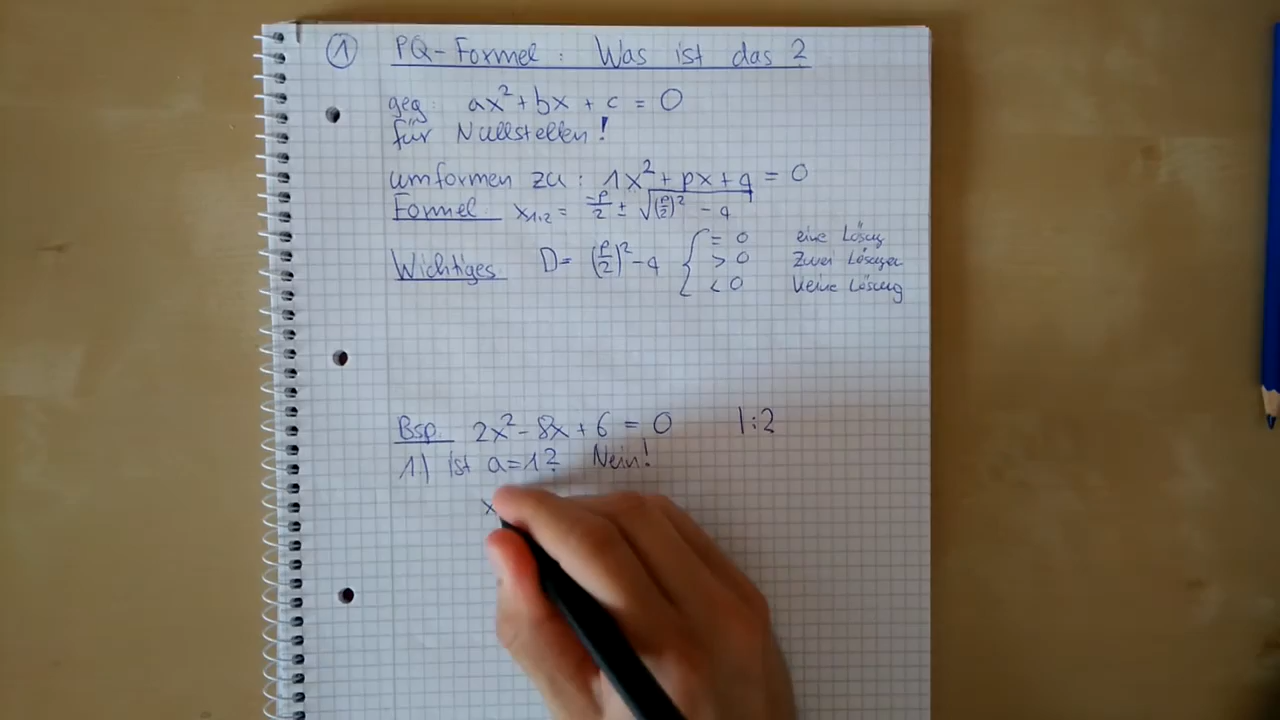 ① PQ-Formel: Was ist das?
geg: ax² + bx + c = 0
für Nullstellen!
umformen zu: 1x² + px + q = 0
Formel x₁,₂ = -p/2 ± √((p/2)² - q)
Wichtiges D = (p/2)² - q { = 0 eine Lösung
> 0 zwei Lösungen
< 0 keine Lösung
Bsp. 2x² - 8x + 6 = 0 |:2
1.) ist a=1? Nein!
x